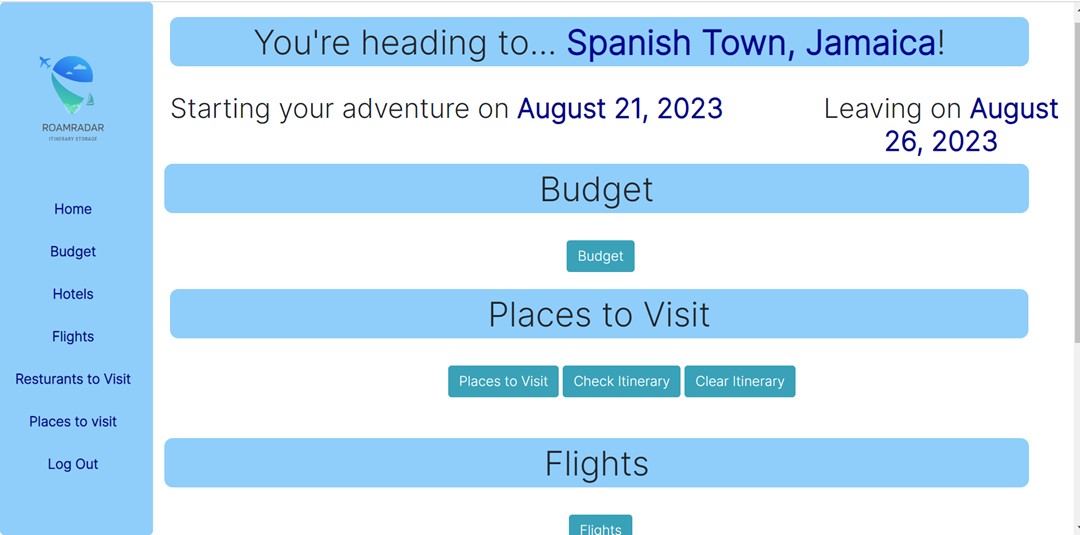 ROAMRADAR
ITINERARY STORAGE
Home
Budget
Hotels
Flights
Resturants to Visit
Places to visit
Log Out
You're heading to... Spanish Town, Jamaica!
Starting your adventure on August 21, 2023
Leaving on August
26, 2023
Budget
Budget
Places to Visit
Places to Visit Check Itinerary Clear Itinerary
Flights
Flights